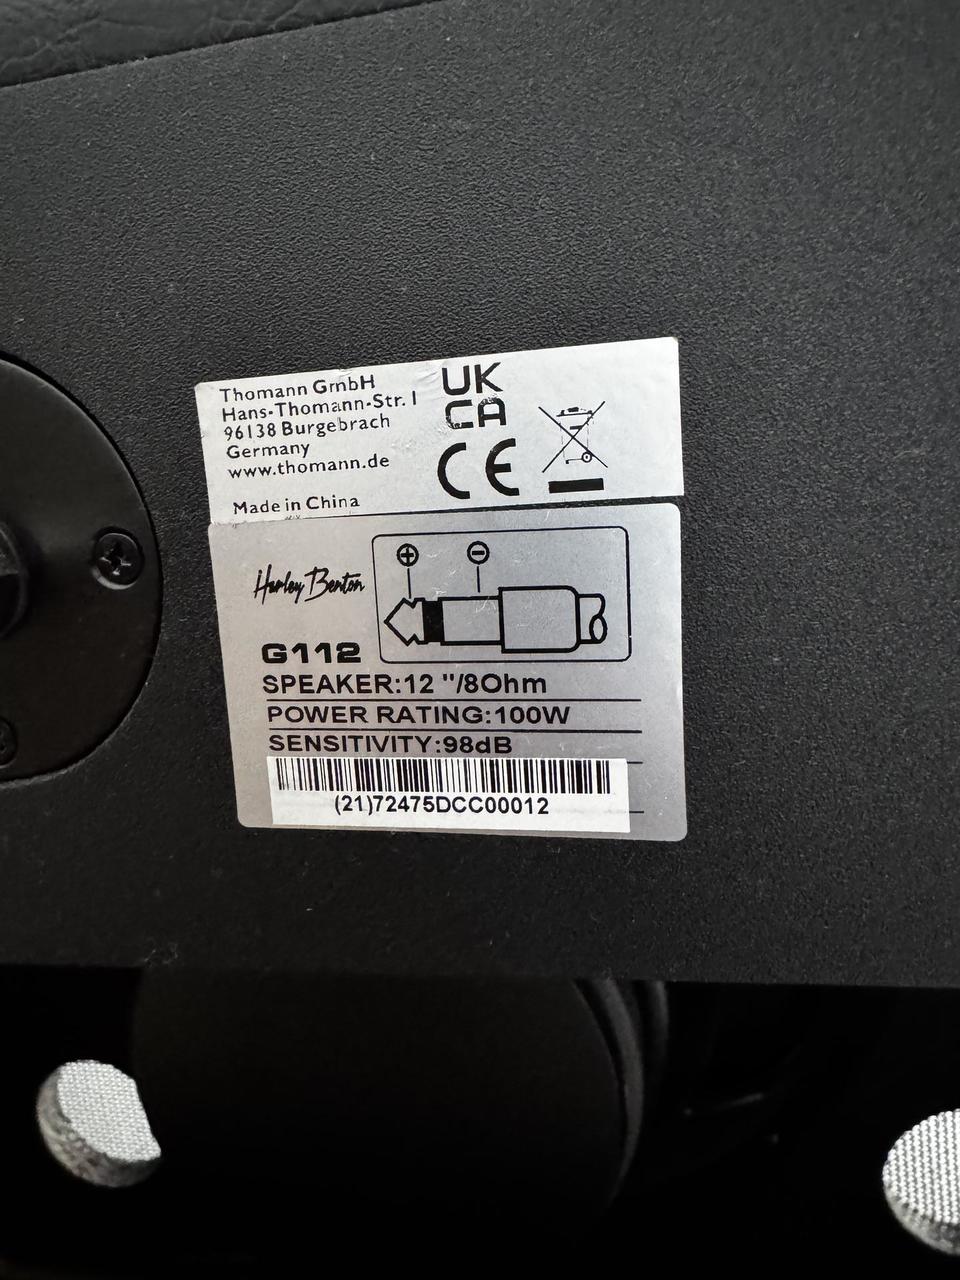 Thomann GmbH
Hans-Thomann-Str. 1
96138 Burgebrach
Germany
www.thomann.de
Made in China
UK
CA
CE
Harley Benton
+ -
G112
SPEAKER:12 "/8Ohm
POWER RATING:100W
SENSITIVITY:98dB
(21)72475DCC00012